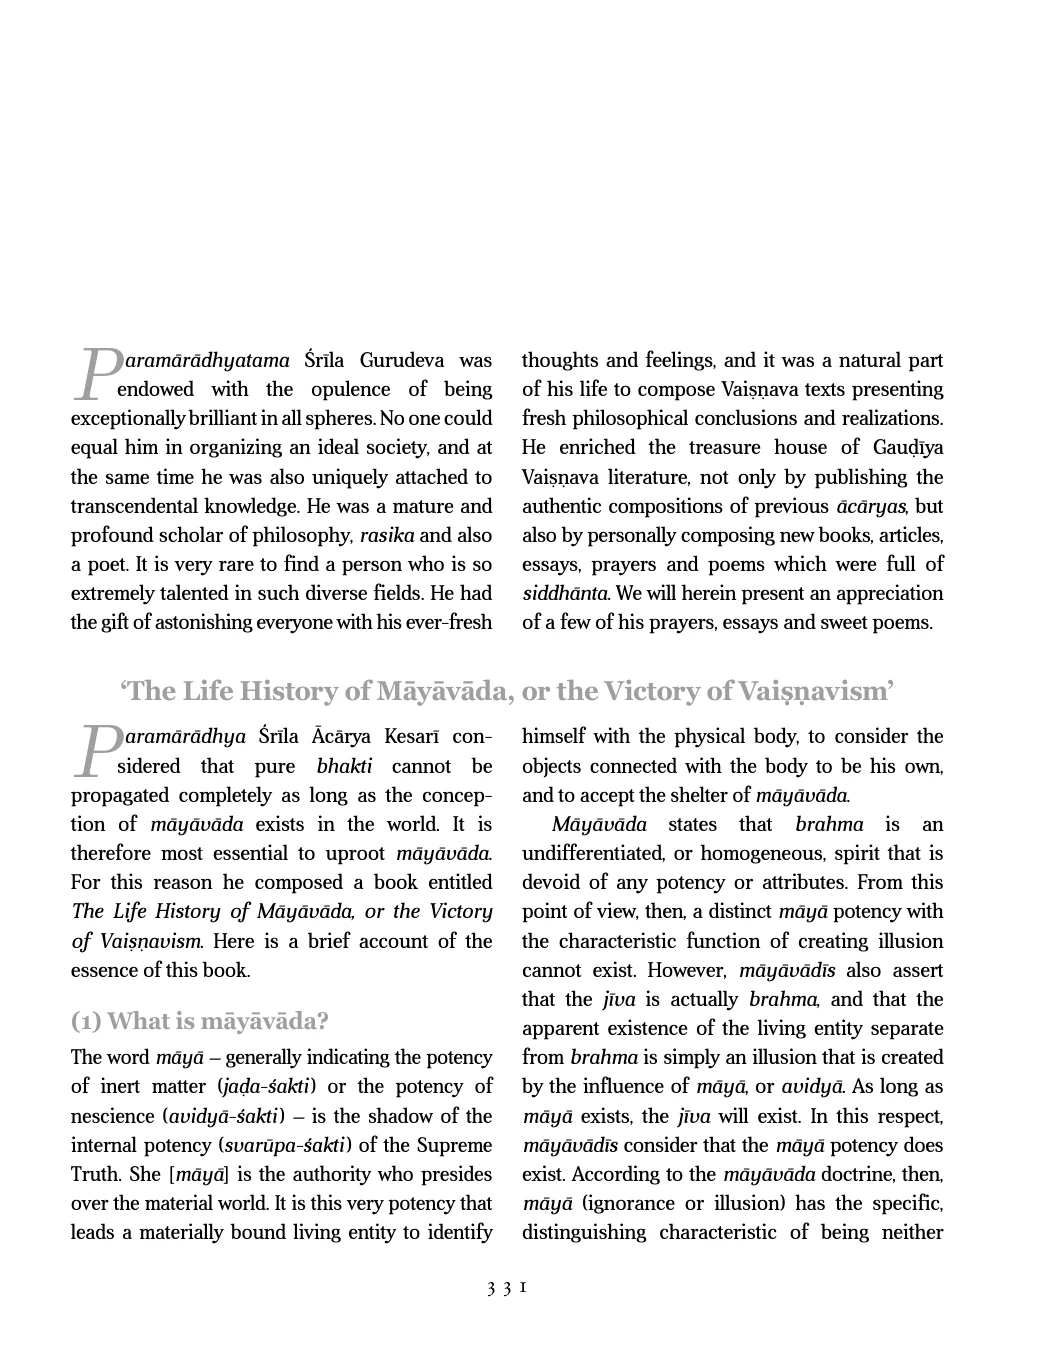 Paramārādhyatama Śrīla Gurudeva was
endowed with the opulence of being
exceptionally brilliant in all spheres. No one could
equal him in organizing an ideal society, and at
the same time he was also uniquely attached to
transcendental knowledge. He was a mature and
profound scholar of philosophy, rasika and also
a poet. It is very rare to find a person who is so
extremely talented in such diverse fields. He had
the gift of astonishing everyone with his ever-fresh
thoughts and feelings, and it was a natural part
of his life to compose Vaiṣṇava texts presenting
fresh philosophical conclusions and realizations.
He enriched the treasure house of Gauḍīya
Vaiṣṇava literature, not only by publishing the
authentic compositions of previous ācāryas, but
also by personally composing new books, articles,
essays, prayers and poems which were full of
siddhānta. We will herein present an appreciation
of a few of his prayers, essays and sweet poems.
‘The Life History of Māyāvāda, or the Victory of Vaiṣṇavism’
Paramārādhya Śrīla Ācārya Kesarī con-
sidered that pure bhakti cannot be
propagated completely as long as the concep-
tion of māyāvāda exists in the world. It is
therefore most essential to uproot māyāvāda.
For this reason he composed a book entitled
The Life History of Māyāvāda, or the Victory
of Vaiṣṇavism. Here is a brief account of the
essence of this book.
(1) What is māyāvāda?
The word māyā – generally indicating the potency
of inert matter (jaḍa-śakti) or the potency of
nescience (avidyā-śakti) – is the shadow of the
internal potency (svarūpa-śakti) of the Supreme
Truth. She [māyā] is the authority who presides
over the material world. It is this very potency that
leads a materially bound living entity to identify
himself with the physical body, to consider the
objects connected with the body to be his own,
and to accept the shelter of māyāvāda.
Māyāvāda states that brahma is an
undifferentiated, or homogeneous, spirit that is
devoid of any potency or attributes. From this
point of view, then, a distinct māyā potency with
the characteristic function of creating illusion
cannot exist. However, māyāvādīs also assert
that the jīva is actually brahma, and that the
apparent existence of the living entity separate
from brahma is simply an illusion that is created
by the influence of māyā, or avidyā. As long as
māyā exists, the jīva will exist. In this respect,
māyāvādīs consider that the māyā potency does
exist. According to the māyāvāda doctrine, then,
māyā (ignorance or illusion) has the specific,
distinguishing characteristic of being neither
331